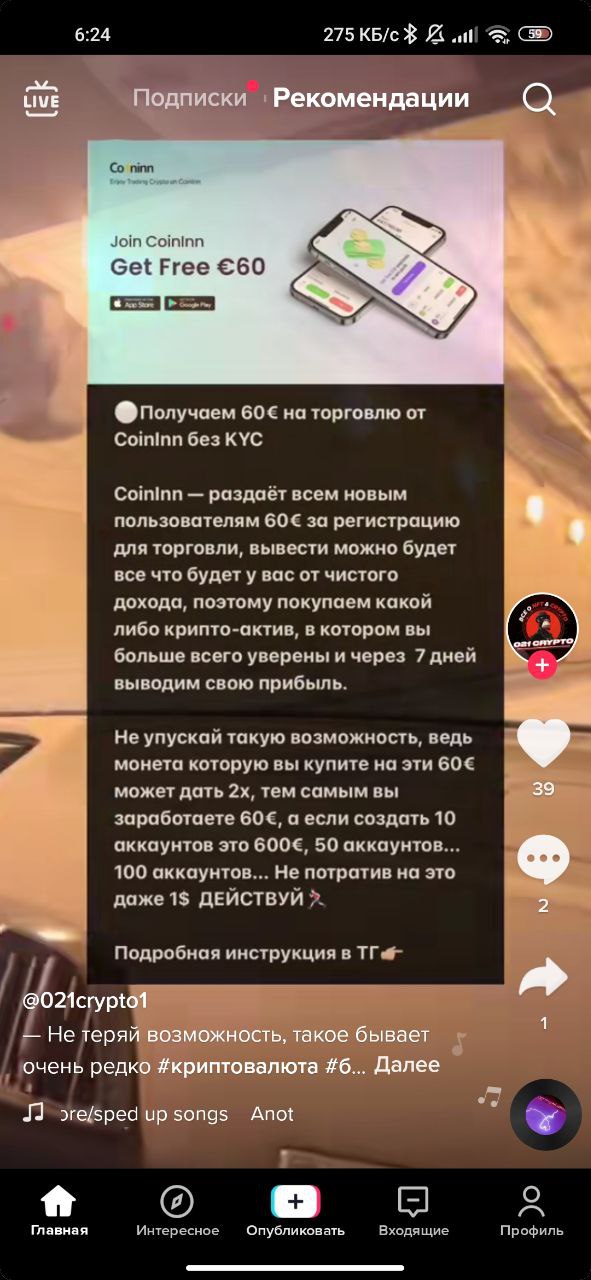 6:24
275 КБ/с
59
LIVE
Подписки
Рекомендации
Coininn
Enjoy Trading Crypto on Coininn
Join CoinInn
Get Free €60
App Store
Google Play
Получаем 60€ на торговлю от
CoinInn без KYC
CoinInn — раздаёт всем новым
пользователям 60€ за регистрацию
для торговли, вывести можно будет
все что будет у вас от чистого
дохода, поэтому покупаем какой
либо крипто-актив, в котором вы
больше всего уверены и через 7 дней
выводим свою прибыль.
Не упускай такую возможность, ведь
монета которую вы купите на эти 60€
может дать 2x, тем самым вы
заработаете 60€, а если создать 10
аккаунтов это 600€, 50 аккаунтов...
100 аккаунтов... Не потратив на это
даже 1$ ДЕЙСТВУЙ
Подробная инструкция в ТГ
ВСЕ О NFT & CRYPTO
021 CRYPTO
39
2
1
@021crypto1
— Не теряй возможность, такое бывает
очень редко #криптовалюта #б... Далее
ore/sped up songs Anot
Главная
Интересное
Опубликовать
Входящие
Профиль